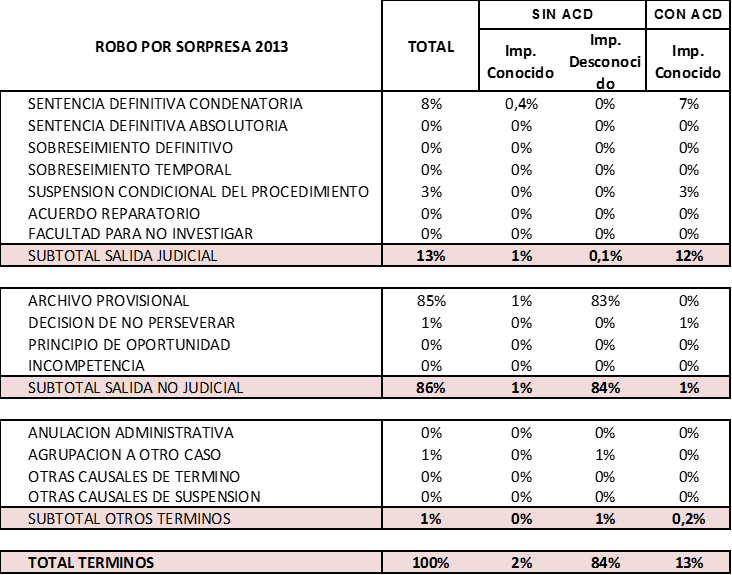 ROBO POR SORPRESA 2013 TOTAL SIN ACD CON ACD
Imp. Conocido Imp. Desconoci do Imp. Conocido
SENTENCIA DEFINITIVA CONDENATORIA 8% 0,4% 0% 7%
SENTENCIA DEFINITIVA ABSOLUTORIA 0% 0% 0% 0%
SOBRESEIMIENTO DEFINITIVO 0% 0% 0% 0%
SOBRESEIMIENTO TEMPORAL 0% 0% 0% 0%
SUSPENSION CONDICIONAL DEL PROCEDIMIENTO 3% 0% 0% 3%
ACUERDO REPARATORIO 0% 0% 0% 0%
FACULTAD PARA NO INVESTIGAR 0% 0% 0% 0%
SUBTOTAL SALIDA JUDICIAL 13% 1% 0,1% 12%
ARCHIVO PROVISIONAL 85% 1% 83% 0%
DECISION DE NO PERSEVERAR 1% 0% 0% 1%
PRINCIPIO DE OPORTUNIDAD 0% 0% 0% 0%
INCOMPETENCIA 0% 0% 0% 0%
SUBTOTAL SALIDA NO JUDICIAL 86% 1% 84% 1%
ANULACION ADMINISTRATIVA 0% 0% 0% 0%
AGRUPACION A OTRO CASO 1% 0% 1% 0%
OTRAS CAUSALES DE TERMINO 0% 0% 0% 0%
OTRAS CAUSALES DE SUSPENSION 0% 0% 0% 0%
SUBTOTAL OTROS TERMINOS 1% 0% 1% 0,2%
TOTAL TERMINOS 100% 2% 84% 13%